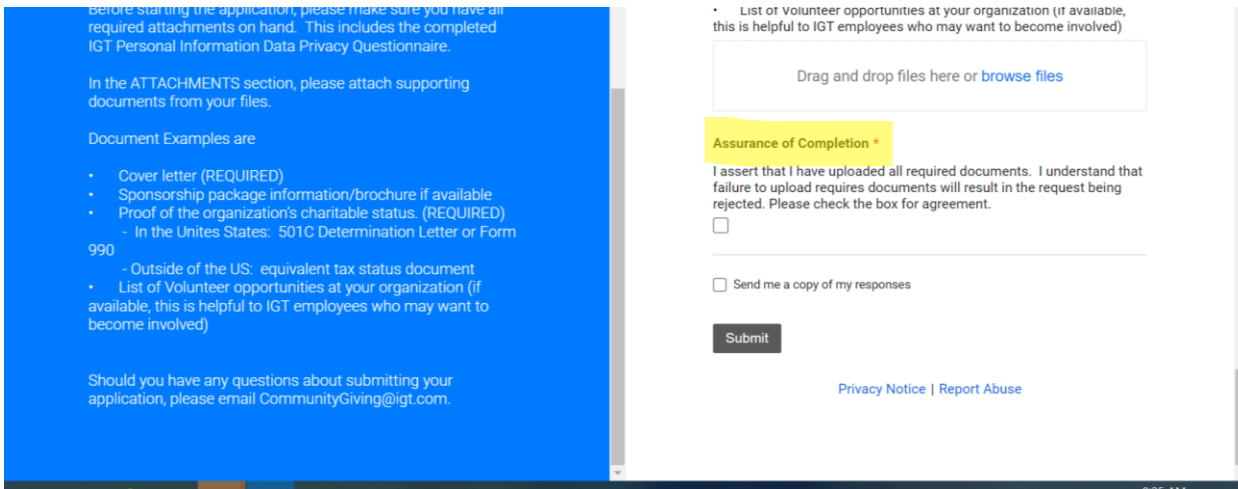 Before starting the application, please make sure you have all
required attachments on hand.  This includes the completed
IGT Personal Information Data Privacy Questionnaire.
In the ATTACHMENTS section, please attach supporting
documents from your files.
Document Examples are
•    Cover letter (REQUIRED)
•    Sponsorship package information/brochure if available
•    Proof of the organization's charitable status. (REQUIRED)
- In the Unites States:  501C Determination Letter or Form
990
- Outside of the US:  equivalent tax status document
•    List of Volunteer opportunities at your organization (if
available, this is helpful to IGT employees who may want to
become involved)
Should you have any questions about submitting your
application, please email CommunityGiving@igt.com.
•    List of Volunteer opportunities at your organization (if available,
this is helpful to IGT employees who may want to become involved)
Drag and drop files here or browse files
Assurance of Completion *
I assert that I have uploaded all required documents.  I understand that
failure to upload requires documents will result in the request being
rejected. Please check the box for agreement.
Send me a copy of my responses
Submit
Privacy Notice | Report Abuse